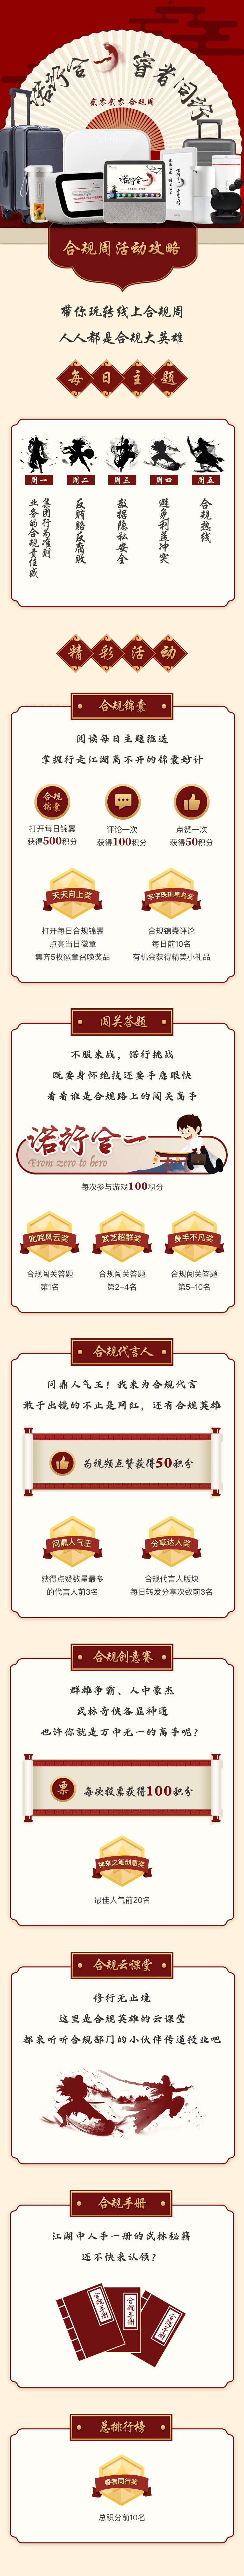 诺行合一 睿者同行
贰零贰零 合规周
诺行合一
合规周活动攻略
带你玩转线上合规周
人人都是合规大英雄
每日主题
周一
周二
周三
周四
周五
集团行为准则
业务的合规责任感
反贿赂反腐败
数据隐私安全
避免利益冲突
合规热线
精彩活动
合规锦囊
阅读每日主题推送
掌握行走江湖离不开的锦囊妙计
合规
锦囊
打开每日锦囊
获得500积分
评论一次
获得100积分
点赞一次
获得50积分
天天向上奖
打开每日合规锦囊
点亮当日徽章
集齐5枚徽章召唤奖品
字字珠玑早鸟奖
合规锦囊评论
每日前10名
有机会获得精美小礼品
闯关答题
不服来战，诺行挑战
既要身怀绝技还要手急眼快
看看谁是合规路上的闯关高手
诺行合一
From zero to hero
每次参与游戏100积分
叱咤风云奖
合规闯关答题
第1名
武艺超群奖
合规闯关答题
第2-4名
身手不凡奖
合规闯关答题
第5-10名
合规代言人
问鼎人气王！我来为合规代言
敢于出镜的不止是网红，还有合规英雄
为视频点赞获得50积分
问鼎人气王
获得点赞数量最多
的代言人前3名
分享达人奖
合规代言人版块
每日转发分享次数前3名
合规创意赛
群雄争霸、人中豪杰
武林奇侠各显神通
也许你就是万中无一的高手呢？
票
每次投票获得100积分
神来之笔创意奖
最佳人气前20名
合规云课堂
修行无止境
这里是合规英雄的云课堂
都来听听合规部门的小伙伴传道授业吧
合规手册
江湖中人手一册的武林秘籍
还不快来认领？
合规手册
合规手册
合规手册
总排行榜
睿者同行奖
总积分前10名